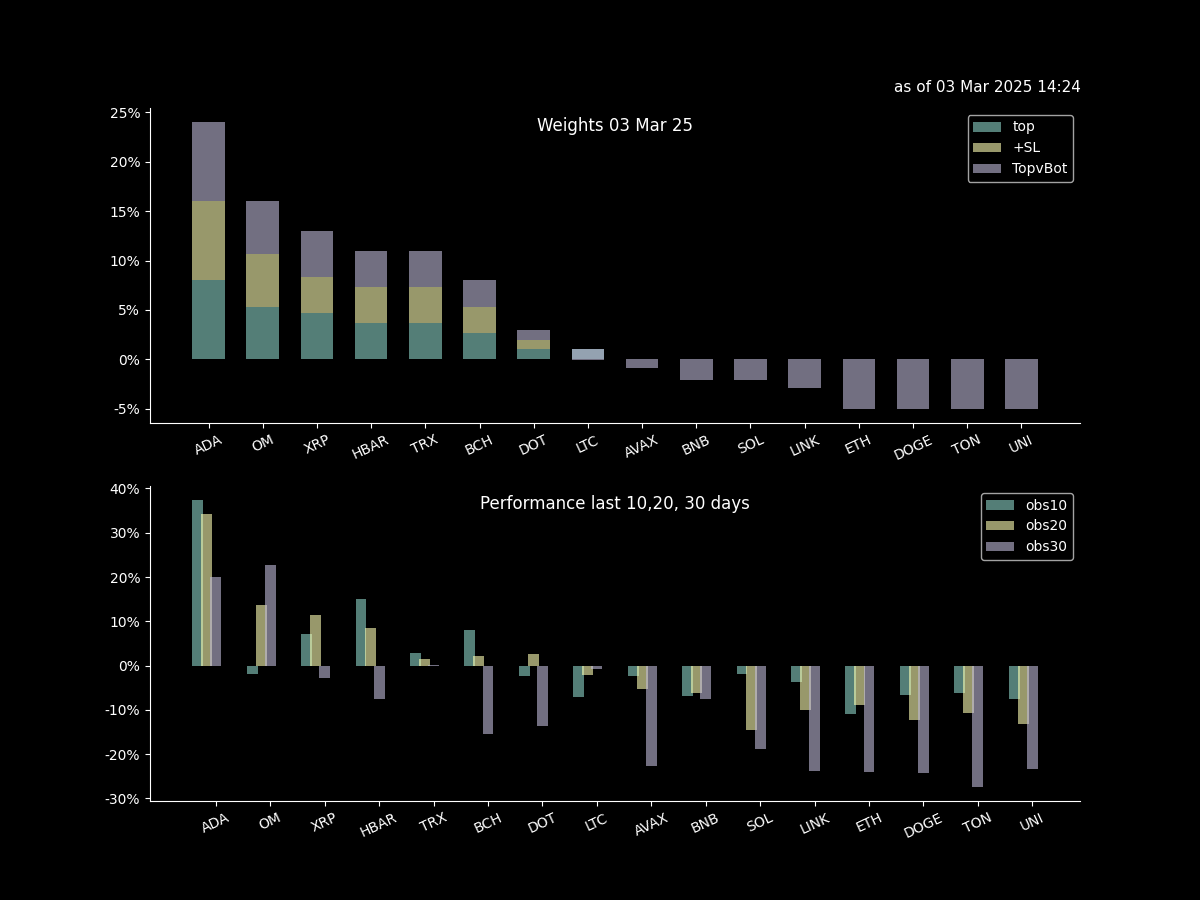 as of 03 Mar 2025 14:24
Weights 03 Mar 25
top
+SL
TopvBot
25%
20%
15%
10%
5%
0%
-5%
ADA OM XRP HBAR TRX BCH DOT LTC AVAX BNB SOL LINK ETH DOGE TON UNI
Performance last 10,20, 30 days
obs10
obs20
obs30
40%
30%
20%
10%
0%
-10%
-20%
-30%
ADA OM XRP HBAR TRX BCH DOT LTC AVAX BNB SOL LINK ETH DOGE TON UNI